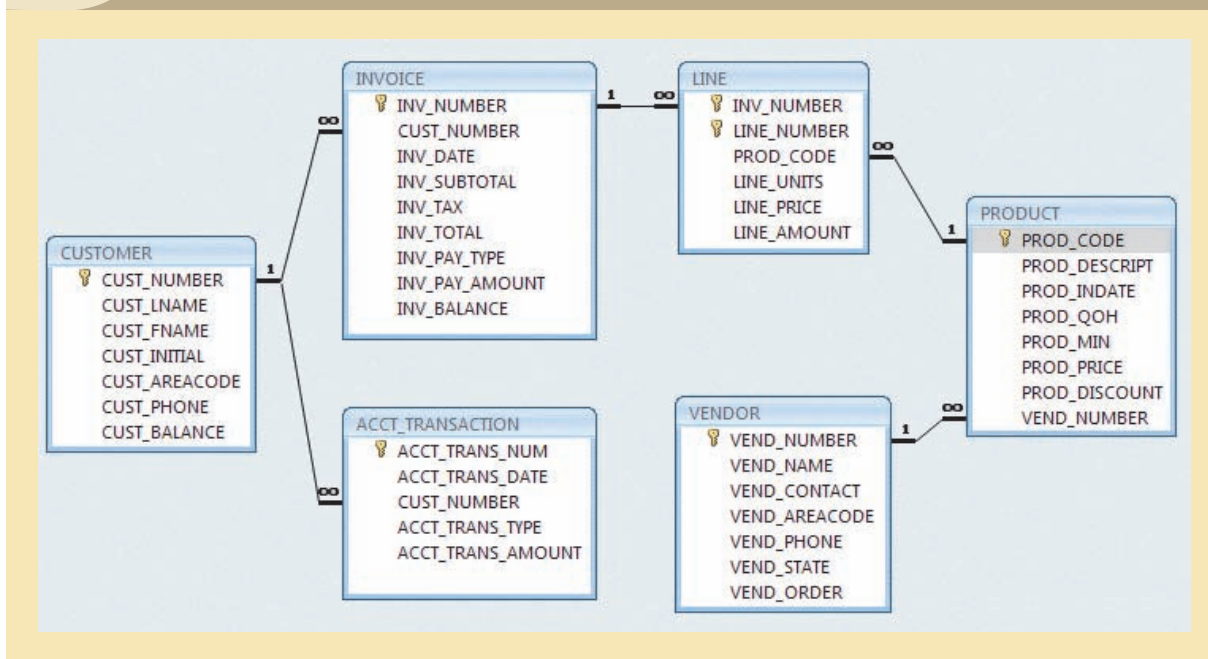 INVOICE
INV_NUMBER
CUST_NUMBER
INV_DATE
INV_SUBTOTAL
INV_TAX
INV_TOTAL
INV_PAY_TYPE
INV_PAY_AMOUNT
INV_BALANCE
1
∞
LINE
INV_NUMBER
LINE_NUMBER
PROD_CODE
LINE_UNITS
LINE_PRICE
LINE_AMOUNT
∞
1
PRODUCT
PROD_CODE
PROD_DESCRIPT
PROD_INDATE
PROD_QOH
PROD_MIN
PROD_PRICE
PROD_DISCOUNT
VEND_NUMBER
∞
CUSTOMER
CUST_NUMBER
CUST_LNAME
CUST_FNAME
CUST_INITIAL
CUST_AREACODE
CUST_PHONE
CUST_BALANCE
1
∞
∞
ACCT_TRANSACTION
ACCT_TRANS_NUM
ACCT_TRANS_DATE
CUST_NUMBER
ACCT_TRANS_TYPE
ACCT_TRANS_AMOUNT
VENDOR
VEND_NUMBER
VEND_NAME
VEND_CONTACT
VEND_AREACODE
VEND_PHONE
VEND_STATE
VEND_ORDER
1